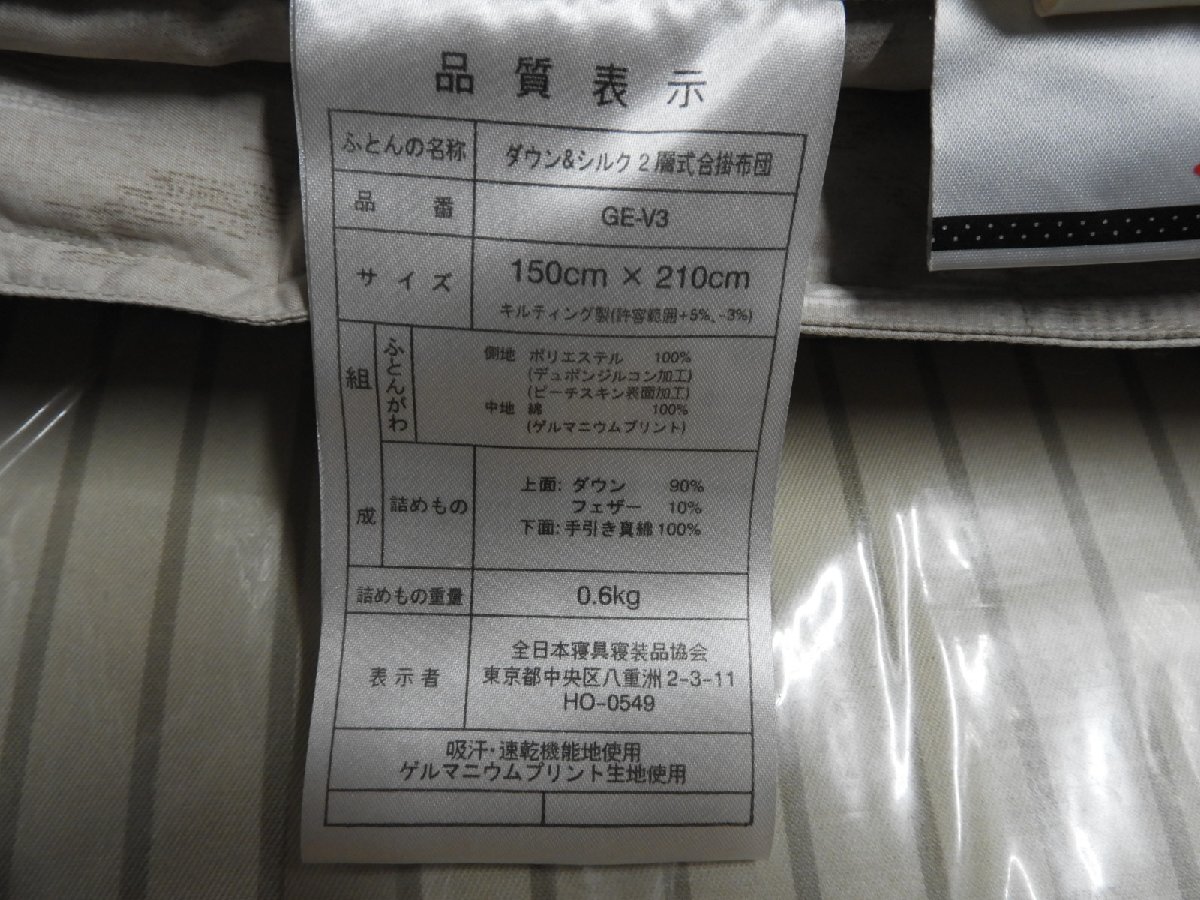 品質表示
ふとんの名称 ダウン&シルク2層式合掛布団
品番 GE-V3
サイズ 150cm × 210cm
キルティング製(許容範囲+5%、-3%)
組成 ふとんがわ 側地 ポリエステル 100%
(デュポンジルコン加工)
(ピーチスキン表面加工)
中地 綿 100%
(ゲルマニウムプリント)
詰めもの 上面: ダウン 90%
フェザー 10%
下面: 手引き真綿 100%
詰めもの重量 0.6kg
表示者 全日本寝具寝装品協会
東京都中央区八重洲2-3-11
HO-0549
吸汗・速乾機能地使用
ゲルマニウムプリント生地使用